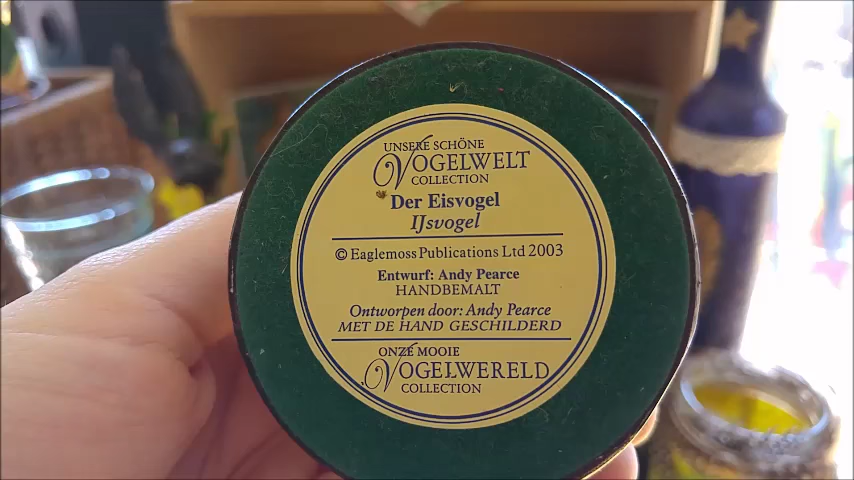 UNSERE SCHÖNE
VOGELWELT
COLLECTION
Der Eisvogel
IJsvogel
© Eaglemoss Publications Ltd 2003
Entwurf: Andy Pearce
HANDBEMALT
Ontworpen door: Andy Pearce
MET DE HAND GESCHILDERD
ONZE MOOIE
VOGELWERELD
COLLECTION